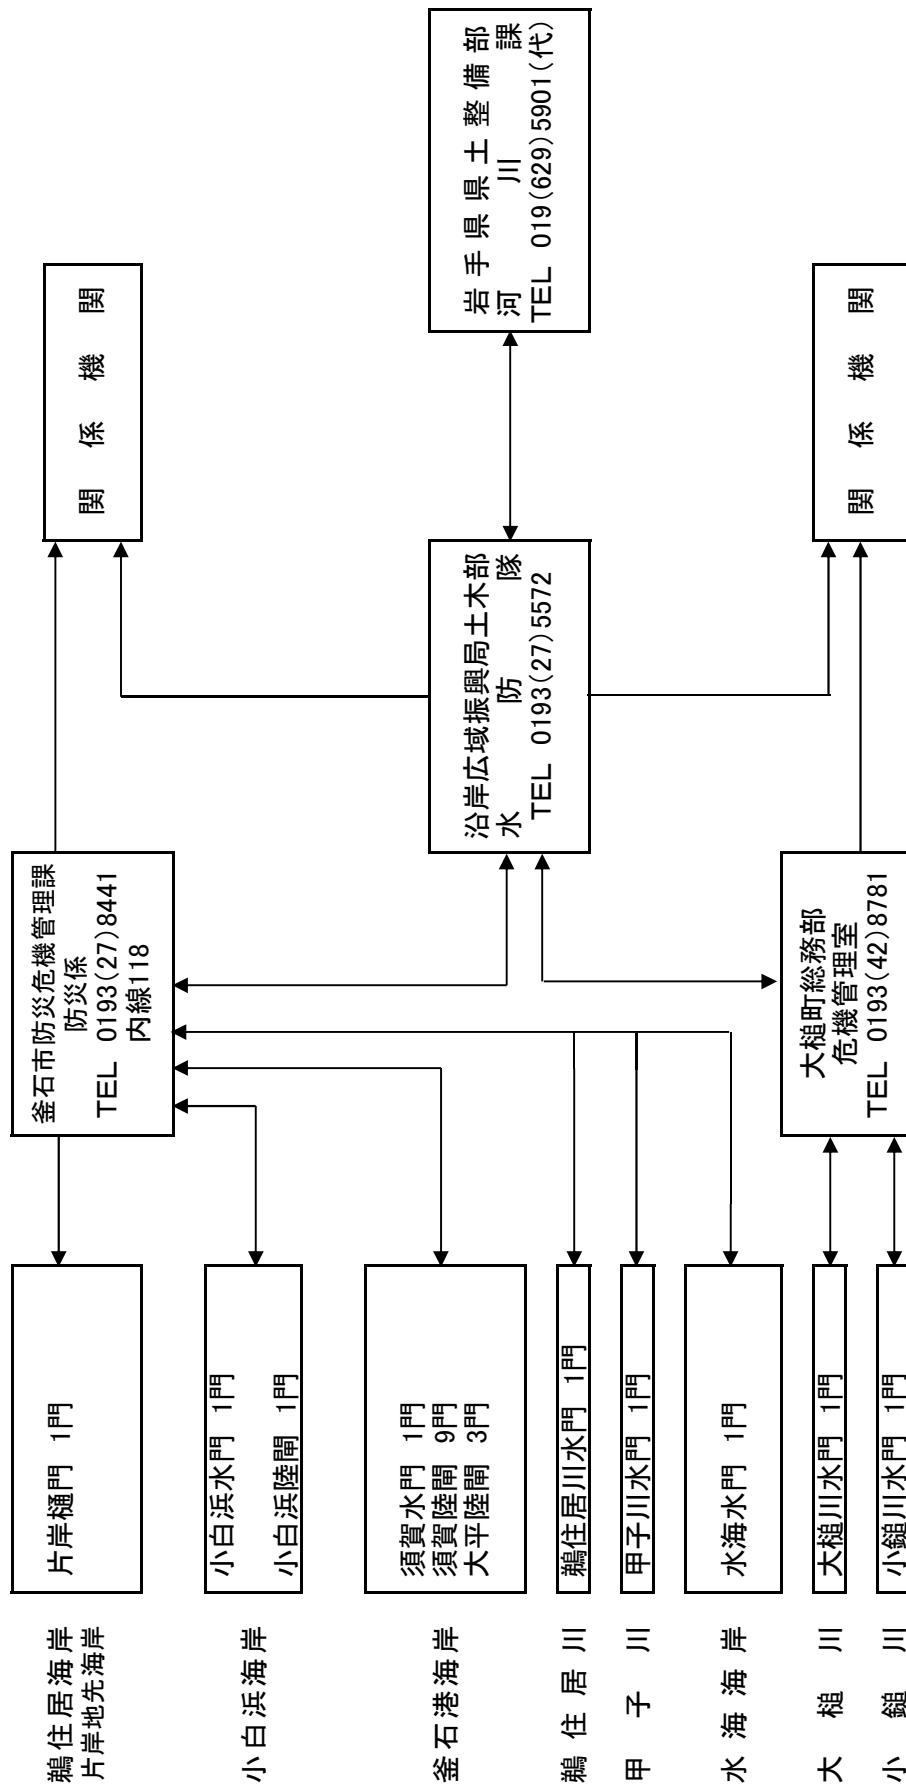 鵜住居海岸
片岸地先海岸
片岸樋門 1門
釜石市防災危機管理課
防災係
TEL 0193(27)8441
内線118
関係機関
小白浜海岸
小白浜水門 1門
小白浜陸閘 1門
釜石港海岸
須賀水門 1門
須賀陸閘 9門
大平陸閘 3門
沿岸広域振興局土木部
水防隊
TEL 0193(27)5572
岩手県県土整備部
河川課
TEL 019(629)5901(代)
鵜住居川
鵜住居川水門 1門
甲子川
甲子川水門 1門
水海海岸
水海水門 1門
大槌川
大槌川水門 1門
大槌町総務部
危機管理室
TEL 0193(42)8781
関係機関
小鎚川
小鎚川水門 1門